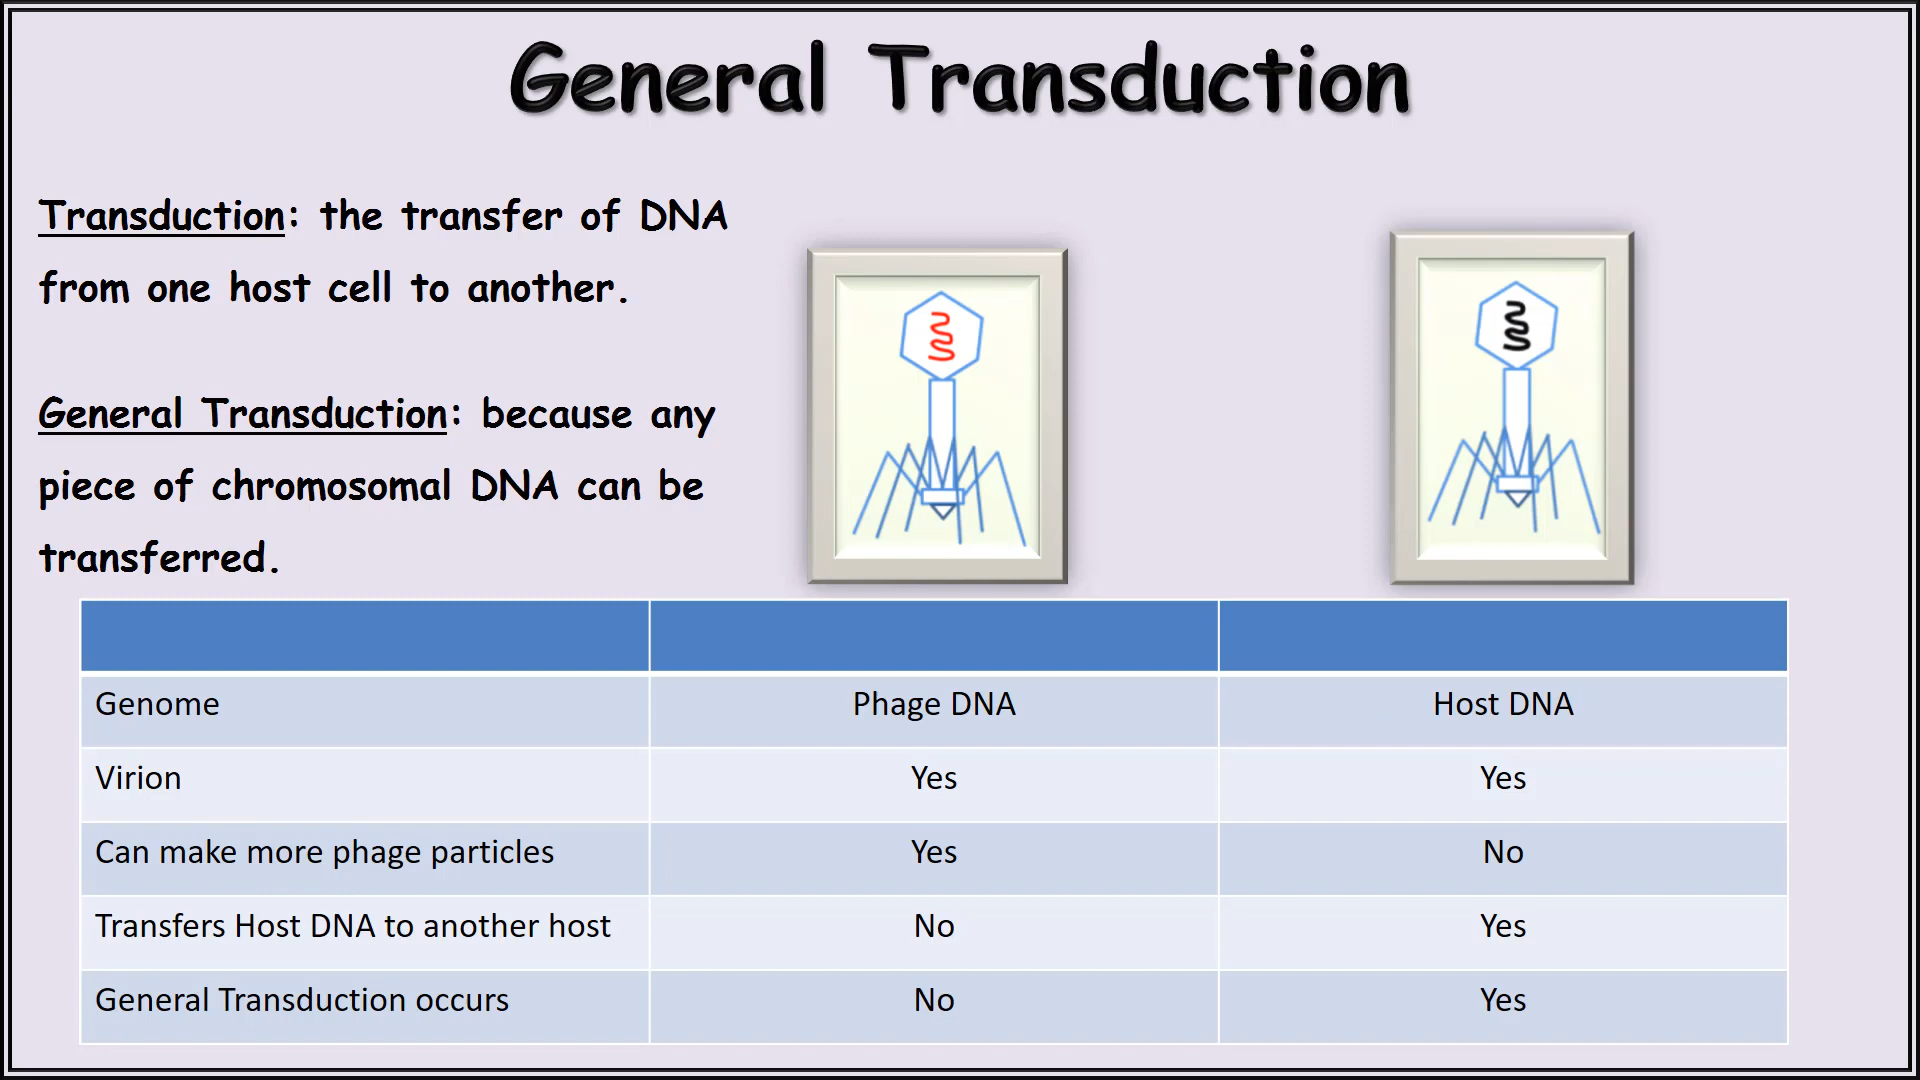 General Transduction
Transduction: the transfer of DNA
from one host cell to another.
General Transduction: because any
piece of chromosomal DNA can be
transferred.
Genome Phage DNA Host DNA
Virion Yes Yes
Can make more phage particles Yes No
Transfers Host DNA to another host No Yes
General Transduction occurs No Yes